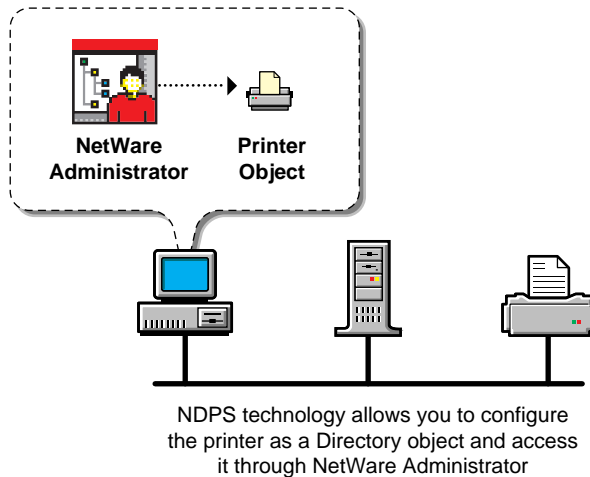 NetWare
Administrator
Printer
Object
NDPS technology allows you to configure
the printer as a Directory object and access
it through NetWare Administrator